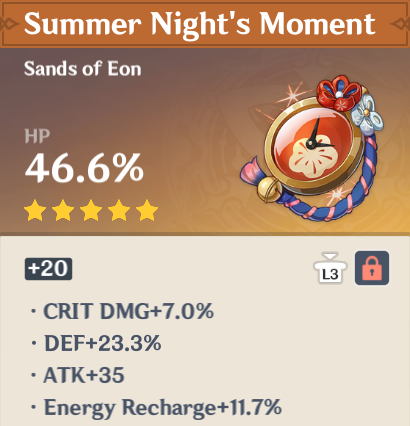 Summer Night's Moment
Sands of Eon
HP
46.6%
+20
L3
· CRIT DMG+7.0%
· DEF+23.3%
· ATK+35
· Energy Recharge+11.7%